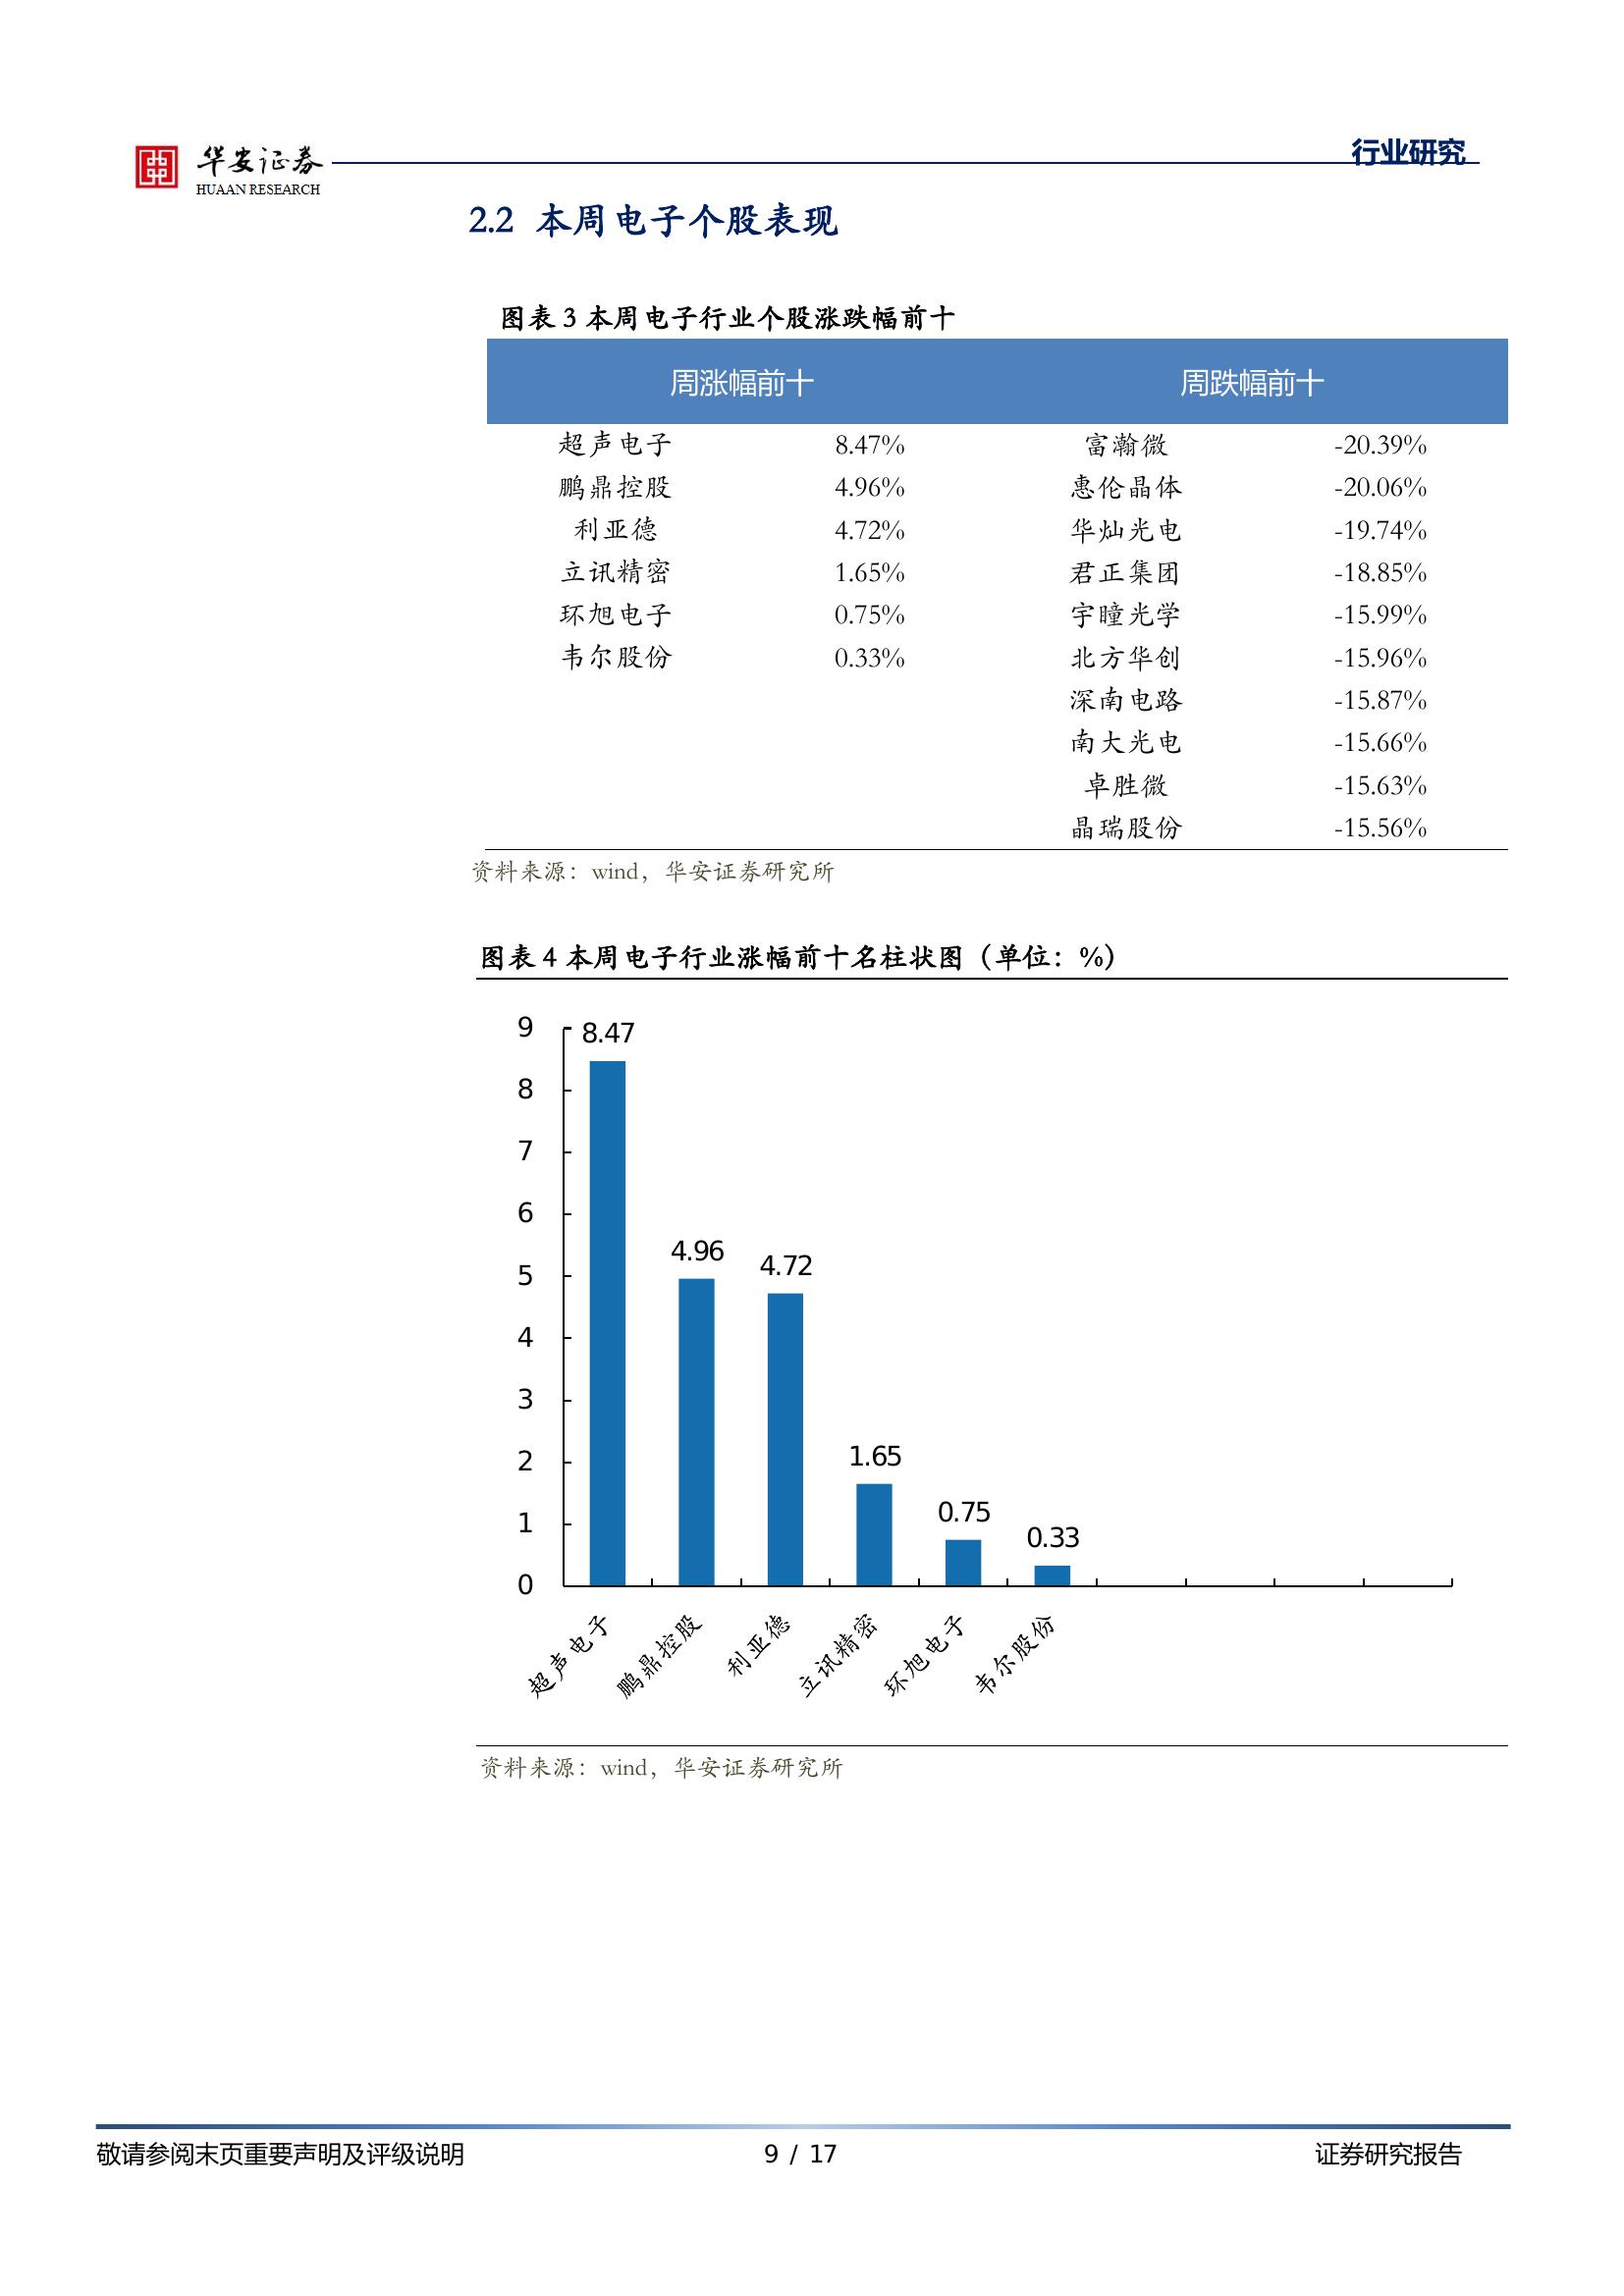 华安证券
HUAAN RESEARCH
行业研究
2.2 本周电子个股表现
图表 3 本周电子行业个股涨跌幅前十
周涨幅前十 周跌幅前十
超声电子 8.47% 富瀚微 -20.39%
鹏鼎控股 4.96% 惠伦晶体 -20.06%
利亚德 4.72% 华灿光电 -19.74%
立讯精密 1.65% 君正集团 -18.85%
环旭电子 0.75% 宇瞳光学 -15.99%
韦尔股份 0.33% 北方华创 -15.96%
深南电路 -15.87%
南大光电 -15.66%
卓胜微 -15.63%
晶瑞股份 -15.56%
资料来源：wind，华安证券研究所
图表 4 本周电子行业涨幅前十名柱状图（单位：%）
9
8
7
6
5
4
3
2
1
0
8.47
4.96
4.72
1.65
0.75
0.33
超声电子
鹏鼎控股
利亚德
立讯精密
环旭电子
韦尔股份
资料来源：wind，华安证券研究所
敬请参阅末页重要声明及评级说明 9 / 17 证券研究报告